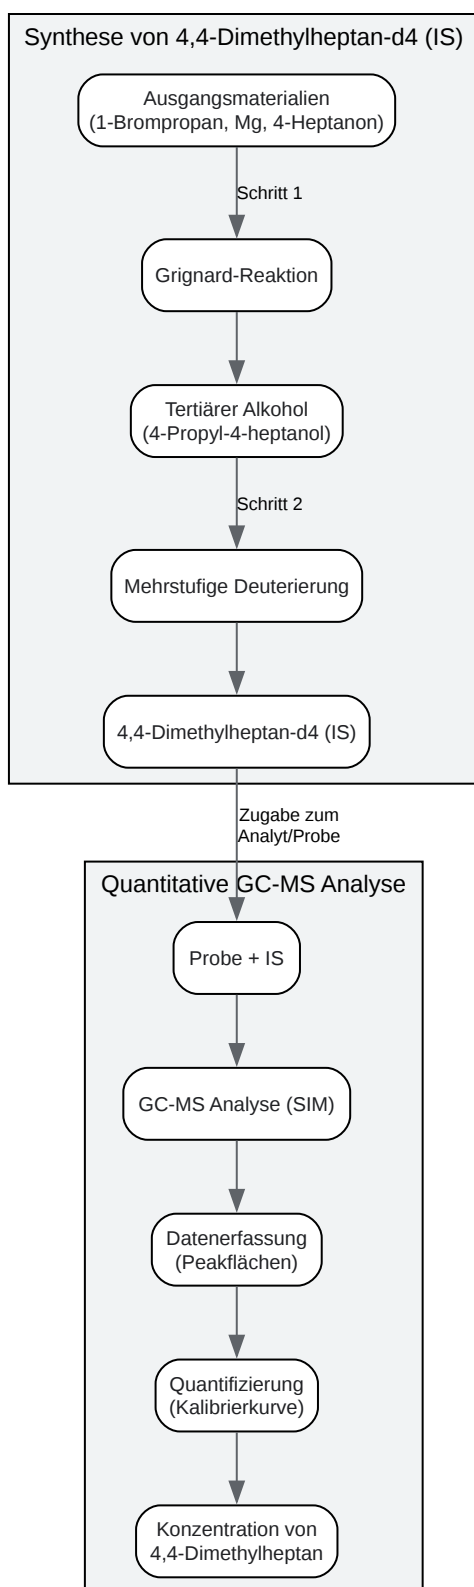 Synthese von 4,4-Dimethylheptan-d4 (IS)
Ausgangsmaterialien
(1-Brompropan, Mg, 4-Heptanon)
Schritt 1
Grignard-Reaktion
Tertiärer Alkohol
(4-Propyl-4-heptanol)
Schritt 2
Mehrstufige Deuterierung
4,4-Dimethylheptan-d4 (IS)
Zugabe zum
Analyt/Probe
Quantitative GC-MS Analyse
Probe + IS
GC-MS Analyse (SIM)
Datenerfassung
(Peakflächen)
Quantifizierung
(Kalibrierkurve)
Konzentration von
4,4-Dimethylheptan